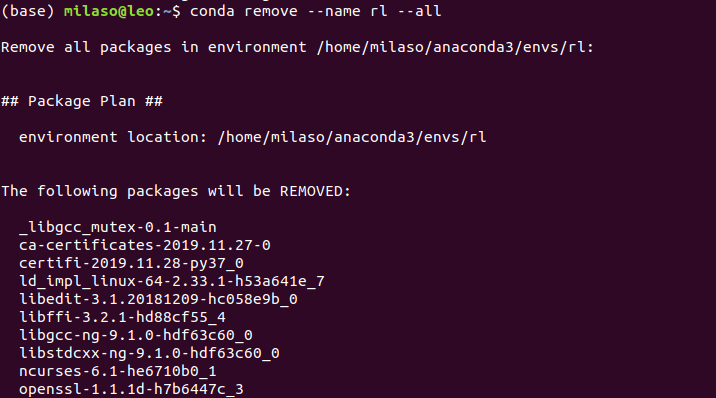 (base) milaso@leo:~$ conda remove --name rl --all
Remove all packages in environment /home/milaso/anaconda3/envs/rl:
## Package Plan ##
environment location: /home/milaso/anaconda3/envs/rl
The following packages will be REMOVED:
_libgcc_mutex-0.1-main
ca-certificates-2019.11.27-0
certifi-2019.11.28-py37_0
ld_impl_linux-64-2.33.1-h53a641e_7
libedit-3.1.20181209-hc058e9b_0
libffi-3.2.1-hd88cf55_4
libgcc-ng-9.1.0-hdf63c60_0
libstdcxx-ng-9.1.0-hdf63c60_0
ncurses-6.1-he6710b0_1
openssl-1.1.1d-h7b6447c_3